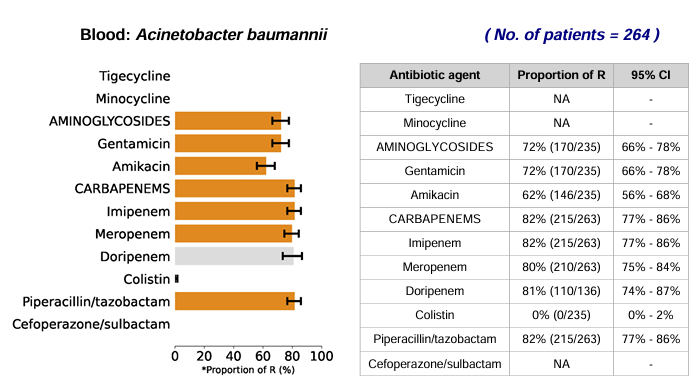 Blood: Acinetobacter baumannii
( No. of patients = 264 )
Tigecycline
Minocycline
AMINOGLYCOSIDES
Gentamicin
Amikacin
CARBAPENEMS
Imipenem
Meropenem
Doripenem
Colistin
Piperacillin/tazobactam
Cefoperazone/sulbactam
0 20 40 60 80 100
*Proportion of R (%)
Antibiotic agent Proportion of R 95% CI
Tigecycline NA -
Minocycline NA -
AMINOGLYCOSIDES 72% (170/235) 66% - 78%
Gentamicin 72% (170/235) 66% - 78%
Amikacin 62% (146/235) 56% - 68%
CARBAPENEMS 82% (215/263) 77% - 86%
Imipenem 82% (215/263) 77% - 86%
Meropenem 80% (210/263) 75% - 84%
Doripenem 81% (110/136) 74% - 87%
Colistin 0% (0/235) 0% - 2%
Piperacillin/tazobactam 82% (215/263) 77% - 86%
Cefoperazone/sulbactam NA -